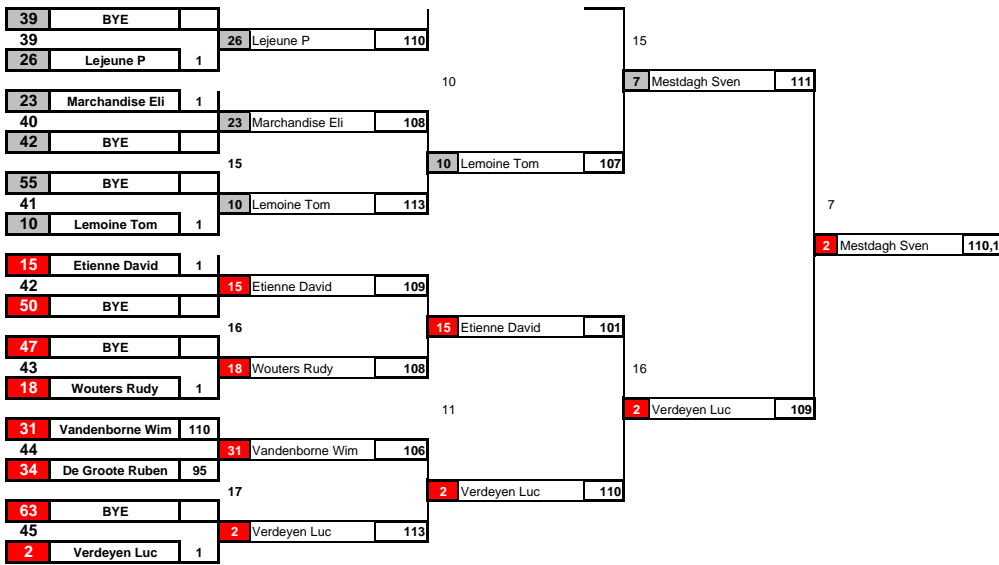 39 BYE
39
26 Lejeune P 1
26 Lejeune P 110
15
10
7 Mestdagh Sven 111
23 Marchandise Eli 1
40
42 BYE
23 Marchandise Eli 108
15
10 Lemoine Tom 107
55 BYE
41
10 Lemoine Tom 1
10 Lemoine Tom 113
7
2 Mestdagh Sven 110,1
15 Etienne David 1
42
50 BYE
15 Etienne David 109
16
15 Etienne David 101
47 BYE
43
18 Wouters Rudy 1
18 Wouters Rudy 108
16
11
2 Verdeyen Luc 109
31 Vandenborne Wim 110
44
34 De Groote Ruben 95
31 Vandenborne Wim 106
17
2 Verdeyen Luc 110
63 BYE
45
2 Verdeyen Luc 1
2 Verdeyen Luc 113